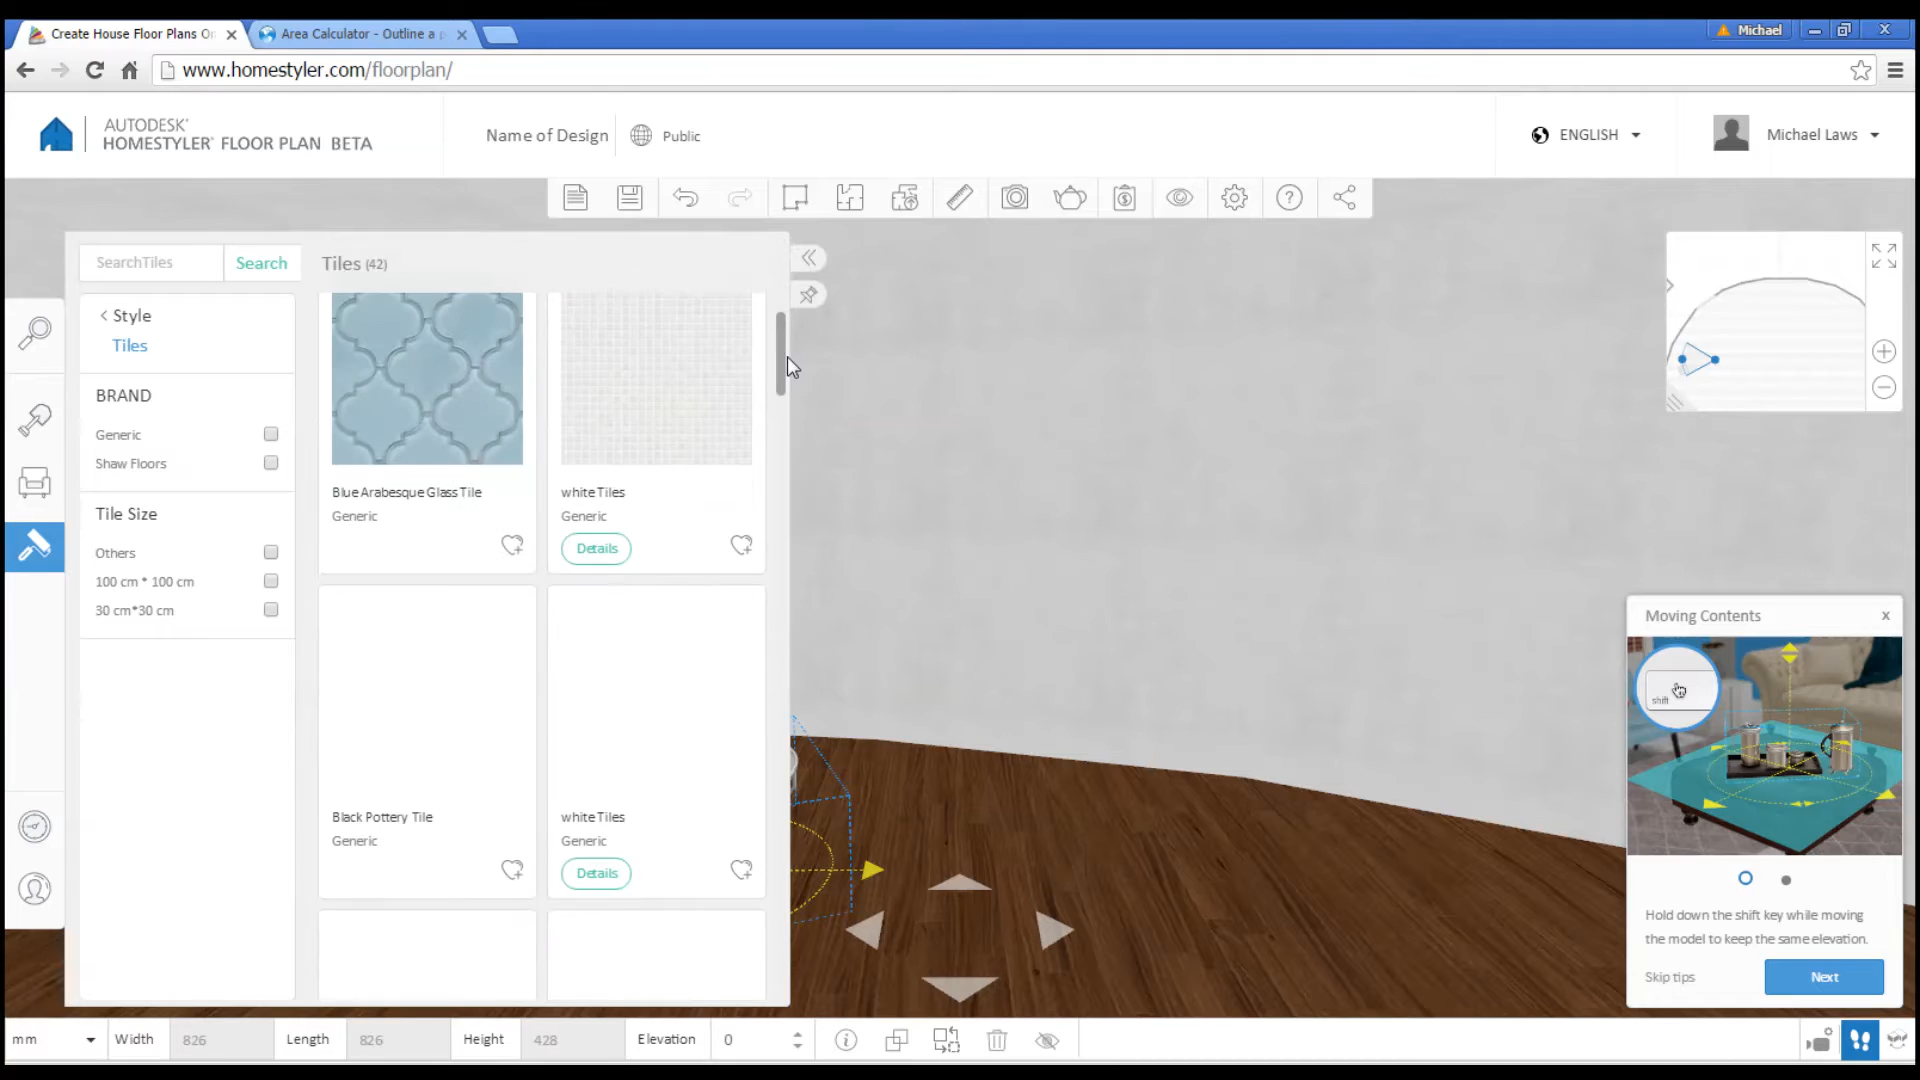 Create House Floor Plans On
Area Calculator - Outline a p
Michael
www.homestyler.com/floorplan/
AUTODESK®
HOMESTYLER® FLOOR PLAN BETA
Name of Design
Public
ENGLISH
Michael Laws
SearchTiles
Search
Tiles (42)
Style
Tiles
BRAND
Generic
Shaw Floors
Tile Size
Others
100 cm * 100 cm
30 cm*30 cm
Blue Arabesque Glass Tile
Generic
white Tiles
Generic
Details
Black Pottery Tile
Generic
white Tiles
Generic
Details
Moving Contents
x
shift
Hold down the shift key while moving
the model to keep the same elevation.
Skip tips
Next
mm
Width
826
Length
826
Height
428
Elevation
0